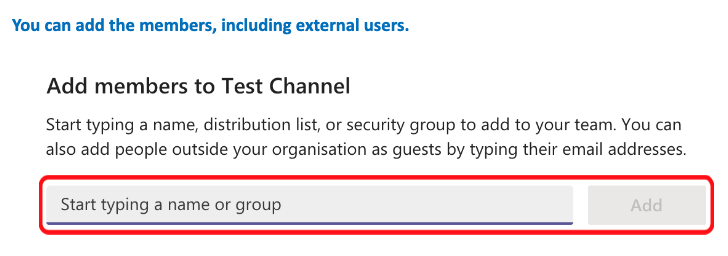 You can add the members, including external users.
Add members to Test Channel
Start typing a name, distribution list, or security group to add to your team. You can
also add people outside your organisation as guests by typing their email addresses.
Start typing a name or group
Add